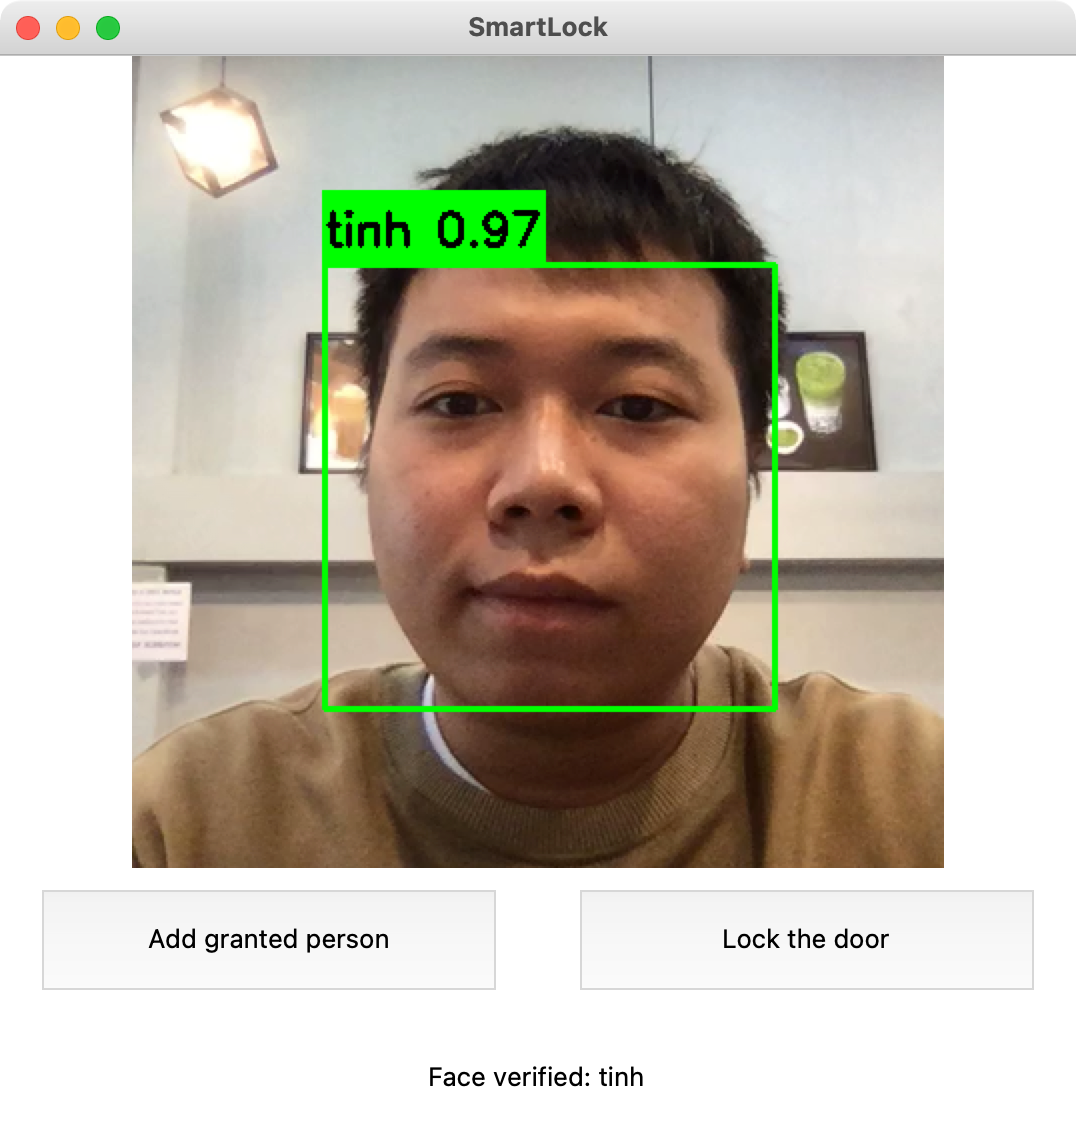 SmartLock
tinh 0.97
Add granted person
Lock the door
Face verified: tinh